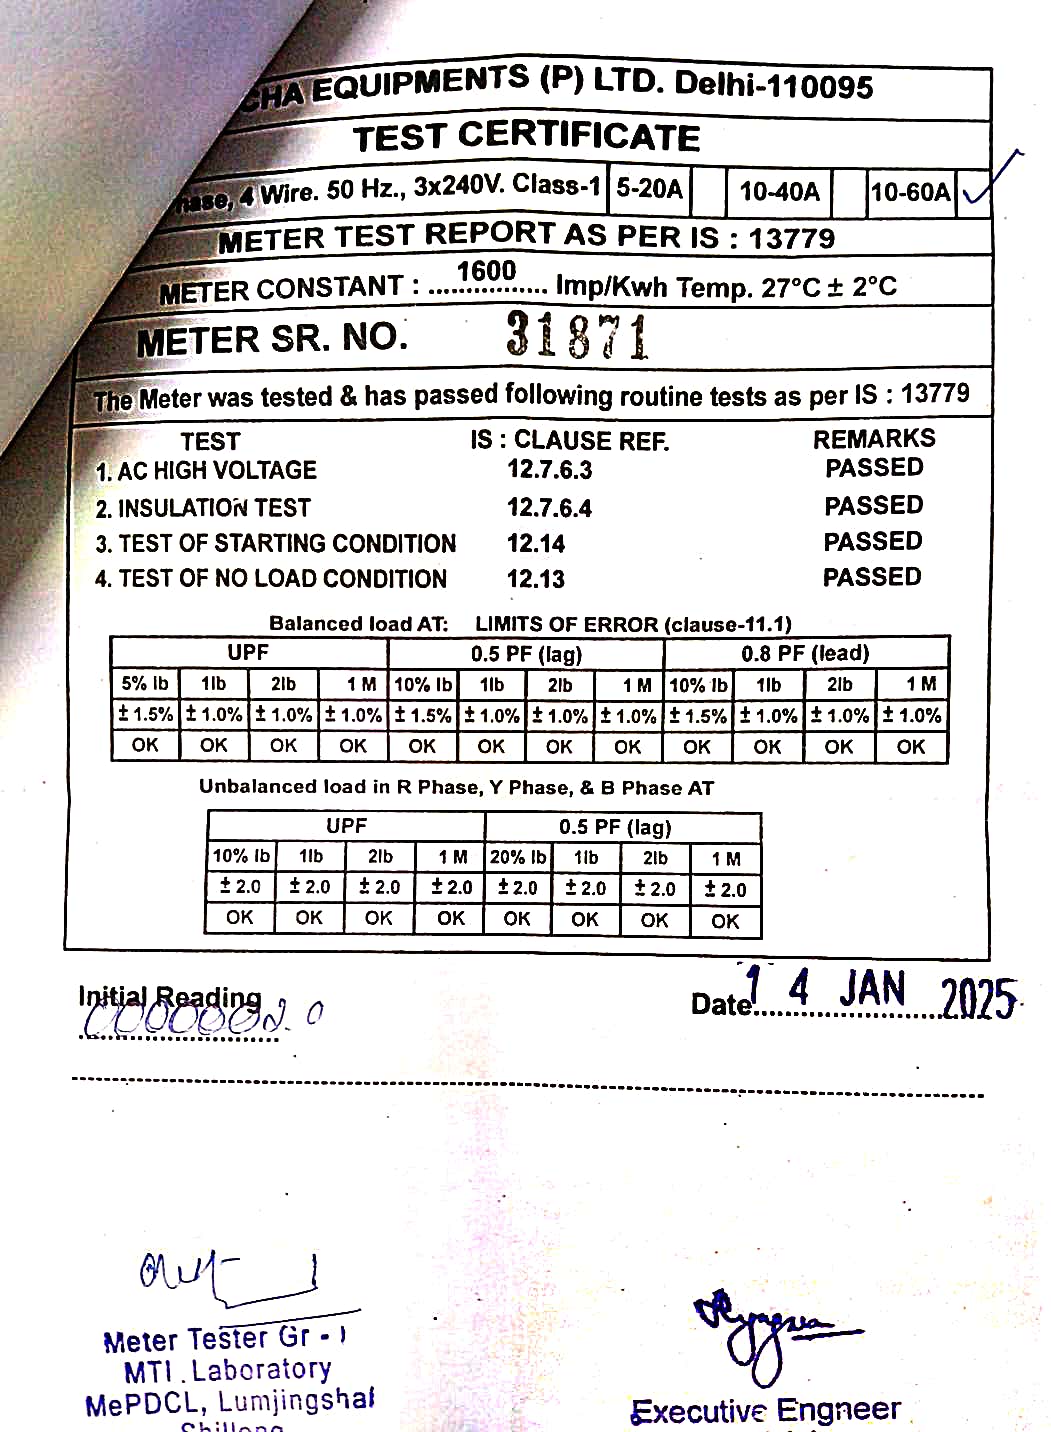 CHA EQUIPMENTS (P) LTD. Delhi-110095
TEST CERTIFICATE
hase, 4 Wire. 50 Hz., 3x240V. Class-1 5-20A 10-40A 10-60A ✓
METER TEST REPORT AS PER IS : 13779
METER CONSTANT : 1600 Imp/Kwh Temp. 27°C ± 2°C
METER SR. NO. 31871
The Meter was tested & has passed following routine tests as per IS : 13779
TEST IS : CLAUSE REF. REMARKS
1. AC HIGH VOLTAGE 12.7.6.3 PASSED
2. INSULATION TEST 12.7.6.4 PASSED
3. TEST OF STARTING CONDITION 12.14 PASSED
4. TEST OF NO LOAD CONDITION 12.13 PASSED
Balanced load AT: LIMITS OF ERROR (clause-11.1)
UPF 0.5 PF (lag) 0.8 PF (lead)
5% Ib 1Ib 2Ib 1 M 10% Ib 1Ib 2Ib 1 M 10% Ib 1Ib 2Ib 1 M
± 1.5% ± 1.0% ± 1.0% ± 1.0% ± 1.5% ± 1.0% ± 1.0% ± 1.0% ± 1.5% ± 1.0% ± 1.0% ± 1.0%
OK OK OK OK OK OK OK OK OK OK OK OK
Unbalanced load in R Phase, Y Phase, & B Phase AT
UPF 0.5 PF (lag)
10% Ib 1Ib 2Ib 1 M 20% Ib 1Ib 2Ib 1 M
± 2.0 ± 2.0 ± 2.0 ± 2.0 ± 2.0 ± 2.0 ± 2.0 ± 2.0
OK OK OK OK OK OK OK OK
Initial Reading 0000002.0
Date 14 JAN 2025
Meter Tester Gr - I
MTI. Laboratory
MePDCL, Lumjingshai
Shillong
Executive Engneer